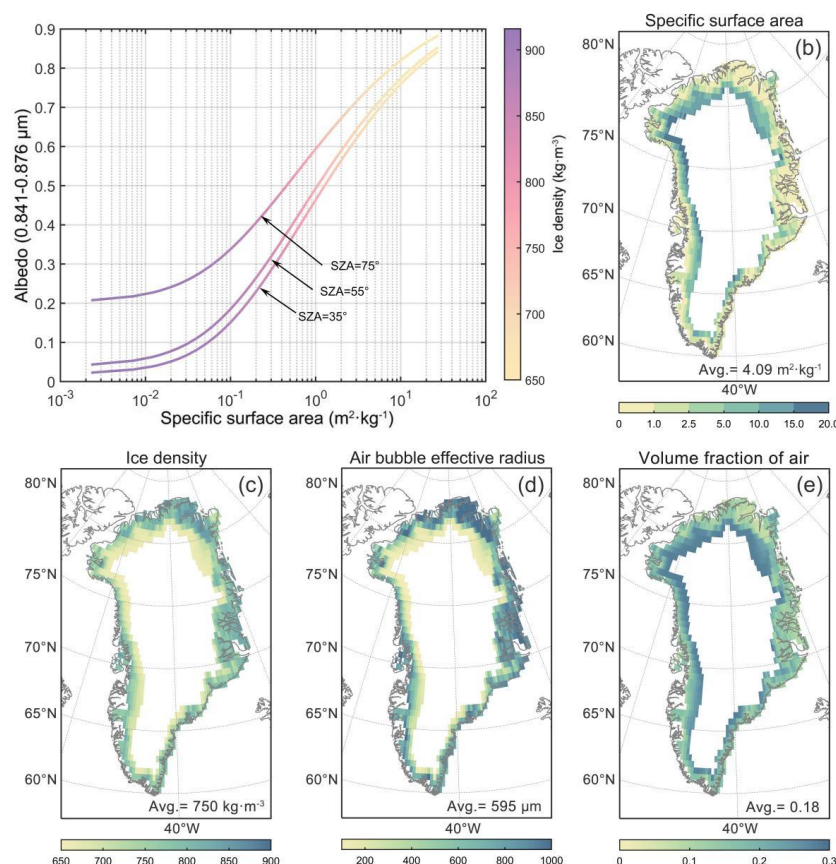 0.9
0.8
0.7
0.6
0.5
0.4
0.3
0.2
0.1
0
Albedo (0.841-0.876 μm)
SZA=75°
SZA=55°
SZA=35°
10⁻³ 10⁻² 10⁻¹ 10⁰ 10¹ 10²
Specific surface area (m²·kg⁻¹)
900
850
800
750
700
650
Ice density (kg·m⁻³)
Specific surface area
(b)
80°N
75°N
70°N
65°N
60°N
Avg.= 4.09 m²·kg⁻¹
40°W
0 1.0 2.5 5.0 10.0 15.0 20.0
Ice density
(c)
80°N
75°N
70°N
65°N
60°N
Avg.= 750 kg·m⁻³
40°W
650 700 750 800 850 900
Air bubble effective radius
(d)
80°N
75°N
70°N
65°N
60°N
Avg.= 595 μm
40°W
200 400 600 800 1000
Volume fraction of air
(e)
80°N
75°N
70°N
65°N
60°N
Avg.= 0.18
40°W
0 0.1